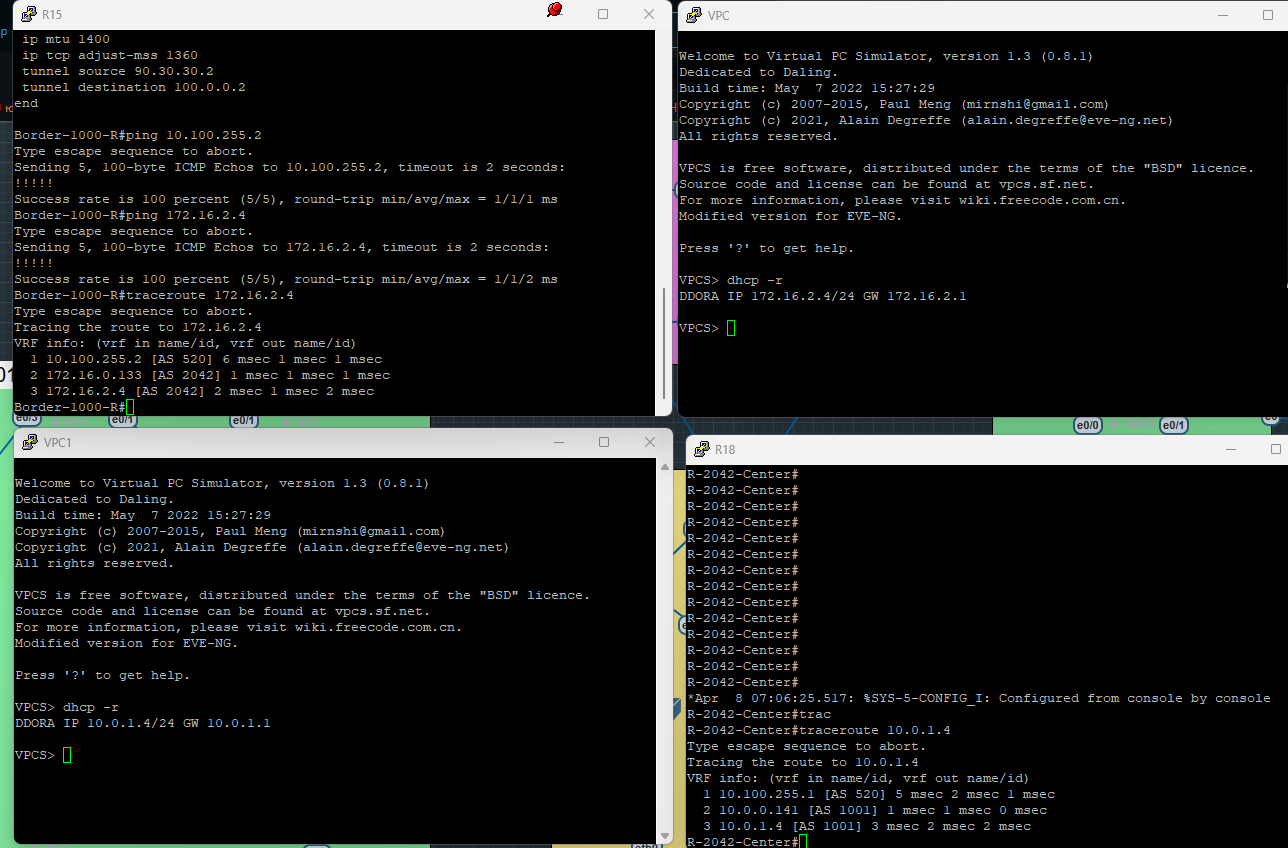 R15
ip mtu 1400
ip tcp adjust-mss 1360
tunnel source 90.30.30.2
tunnel destination 100.0.0.2
end
Border-1000-R#ping 10.100.255.2
Type escape sequence to abort.
Sending 5, 100-byte ICMP Echos to 10.100.255.2, timeout is 2 seconds:
!!!!!
Success rate is 100 percent (5/5), round-trip min/avg/max = 1/1/1 ms
Border-1000-R#ping 172.16.2.4
Type escape sequence to abort.
Sending 5, 100-byte ICMP Echos to 172.16.2.4, timeout is 2 seconds:
!!!!!
Success rate is 100 percent (5/5), round-trip min/avg/max = 1/1/2 ms
Border-1000-R#traceroute 172.16.2.4
Type escape sequence to abort.
Tracing the route to 172.16.2.4
VRF info: (vrf in name/id, vrf out name/id)
1 10.100.255.2 [AS 520] 6 msec 1 msec 1 msec
2 172.16.0.133 [AS 2042] 1 msec 1 msec 1 msec
3 172.16.2.4 [AS 2042] 2 msec 1 msec 2 msec
Border-1000-R#
VPC
Welcome to Virtual PC Simulator, version 1.3 (0.8.1)
Dedicated to Daling.
Build time: May  7 2022 15:27:29
Copyright (c) 2007-2015, Paul Meng (mirnshi@gmail.com)
Copyright (c) 2021, Alain Degreffe (alain.degreffe@eve-ng.net)
All rights reserved.
VPCS is free software, distributed under the terms of the "BSD" licence.
Source code and license can be found at vpcs.sf.net.
For more information, please visit wiki.freecode.com.cn.
Modified version for EVE-NG.
Press '?' to get help.
VPCS> dhcp -r
DDORA IP 172.16.2.4/24 GW 172.16.2.1
VPCS>
e0/3
e0/1
e0/1
e0/0
e0/1
VPC1
Welcome to Virtual PC Simulator, version 1.3 (0.8.1)
Dedicated to Daling.
Build time: May  7 2022 15:27:29
Copyright (c) 2007-2015, Paul Meng (mirnshi@gmail.com)
Copyright (c) 2021, Alain Degreffe (alain.degreffe@eve-ng.net)
All rights reserved.
VPCS is free software, distributed under the terms of the "BSD" licence.
Source code and license can be found at vpcs.sf.net.
For more information, please visit wiki.freecode.com.cn.
Modified version for EVE-NG.
Press '?' to get help.
VPCS> dhcp -r
DDORA IP 10.0.1.4/24 GW 10.0.1.1
VPCS>
R18
R-2042-Center#
R-2042-Center#
R-2042-Center#
R-2042-Center#
R-2042-Center#
R-2042-Center#
R-2042-Center#
R-2042-Center#
R-2042-Center#
R-2042-Center#
R-2042-Center#
R-2042-Center#
R-2042-Center#
R-2042-Center#
*Apr  8 07:06:25.517: %SYS-5-CONFIG_I: Configured from console by console
R-2042-Center#trac
R-2042-Center#traceroute 10.0.1.4
Type escape sequence to abort.
Tracing the route to 10.0.1.4
VRF info: (vrf in name/id, vrf out name/id)
1 10.100.255.1 [AS 520] 5 msec 2 msec 1 msec
2 10.0.0.141 [AS 1001] 1 msec 1 msec 0 msec
3 10.0.1.4 [AS 1001] 3 msec 2 msec 2 msec
R-2042-Center#